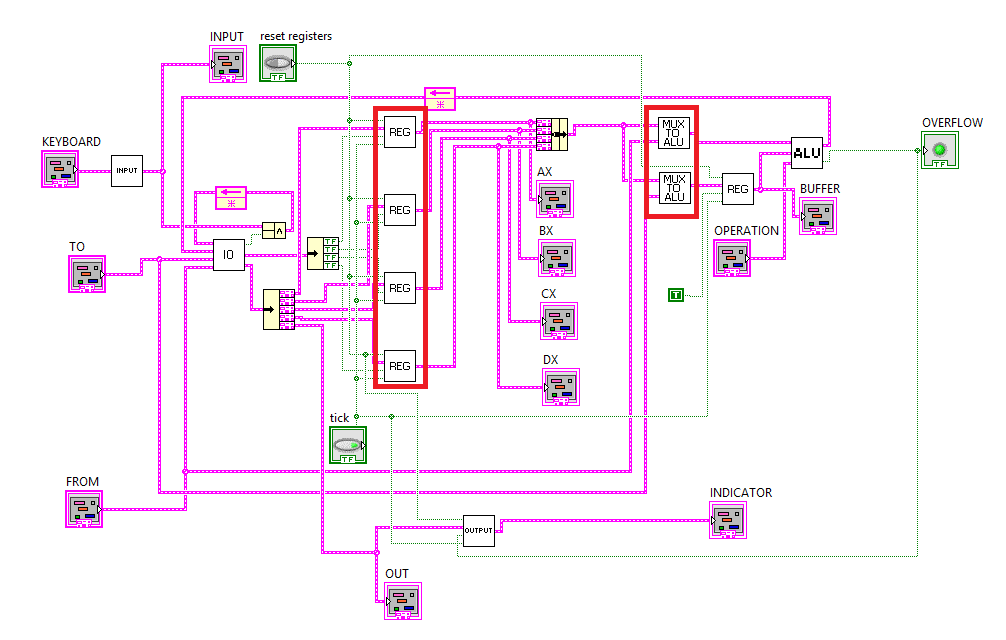 INPUT
reset registers
KEYBOARD
INPUT
REG
MUX
TO
ALU
OVERFLOW
TF
ALU
TF
AX
MUX
TO
ALU
REG
BUFFER
REG
TO
IO
TF
TF
TF
TF
BX
OPERATION
REG
CX
T
REG
DX
tick
TF
FROM
INDICATOR
OUTPUT
OUT